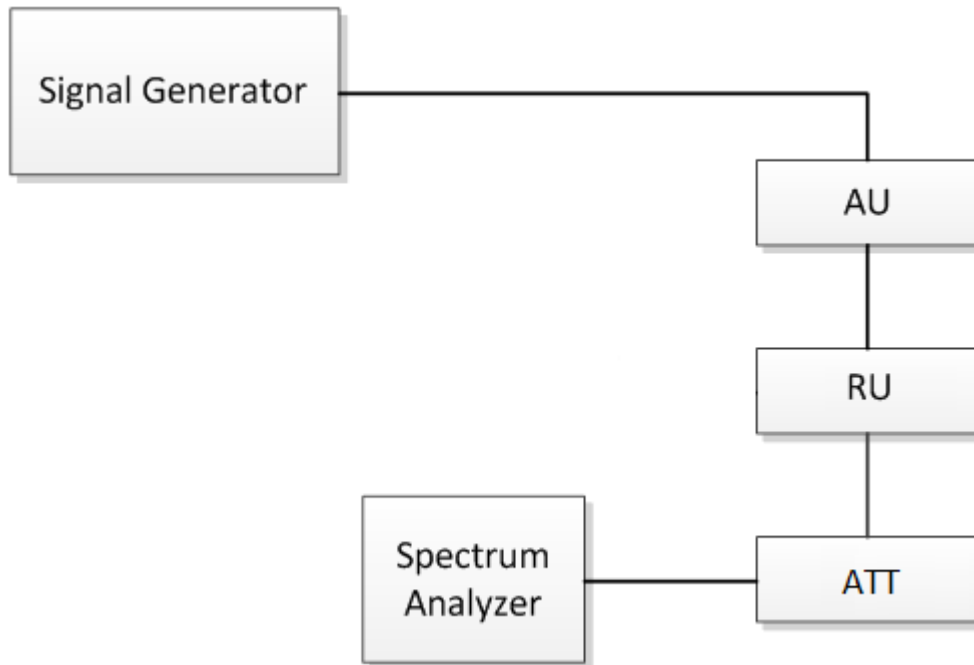 Signal Generator
AU
RU
ATT
Spectrum
Analyzer